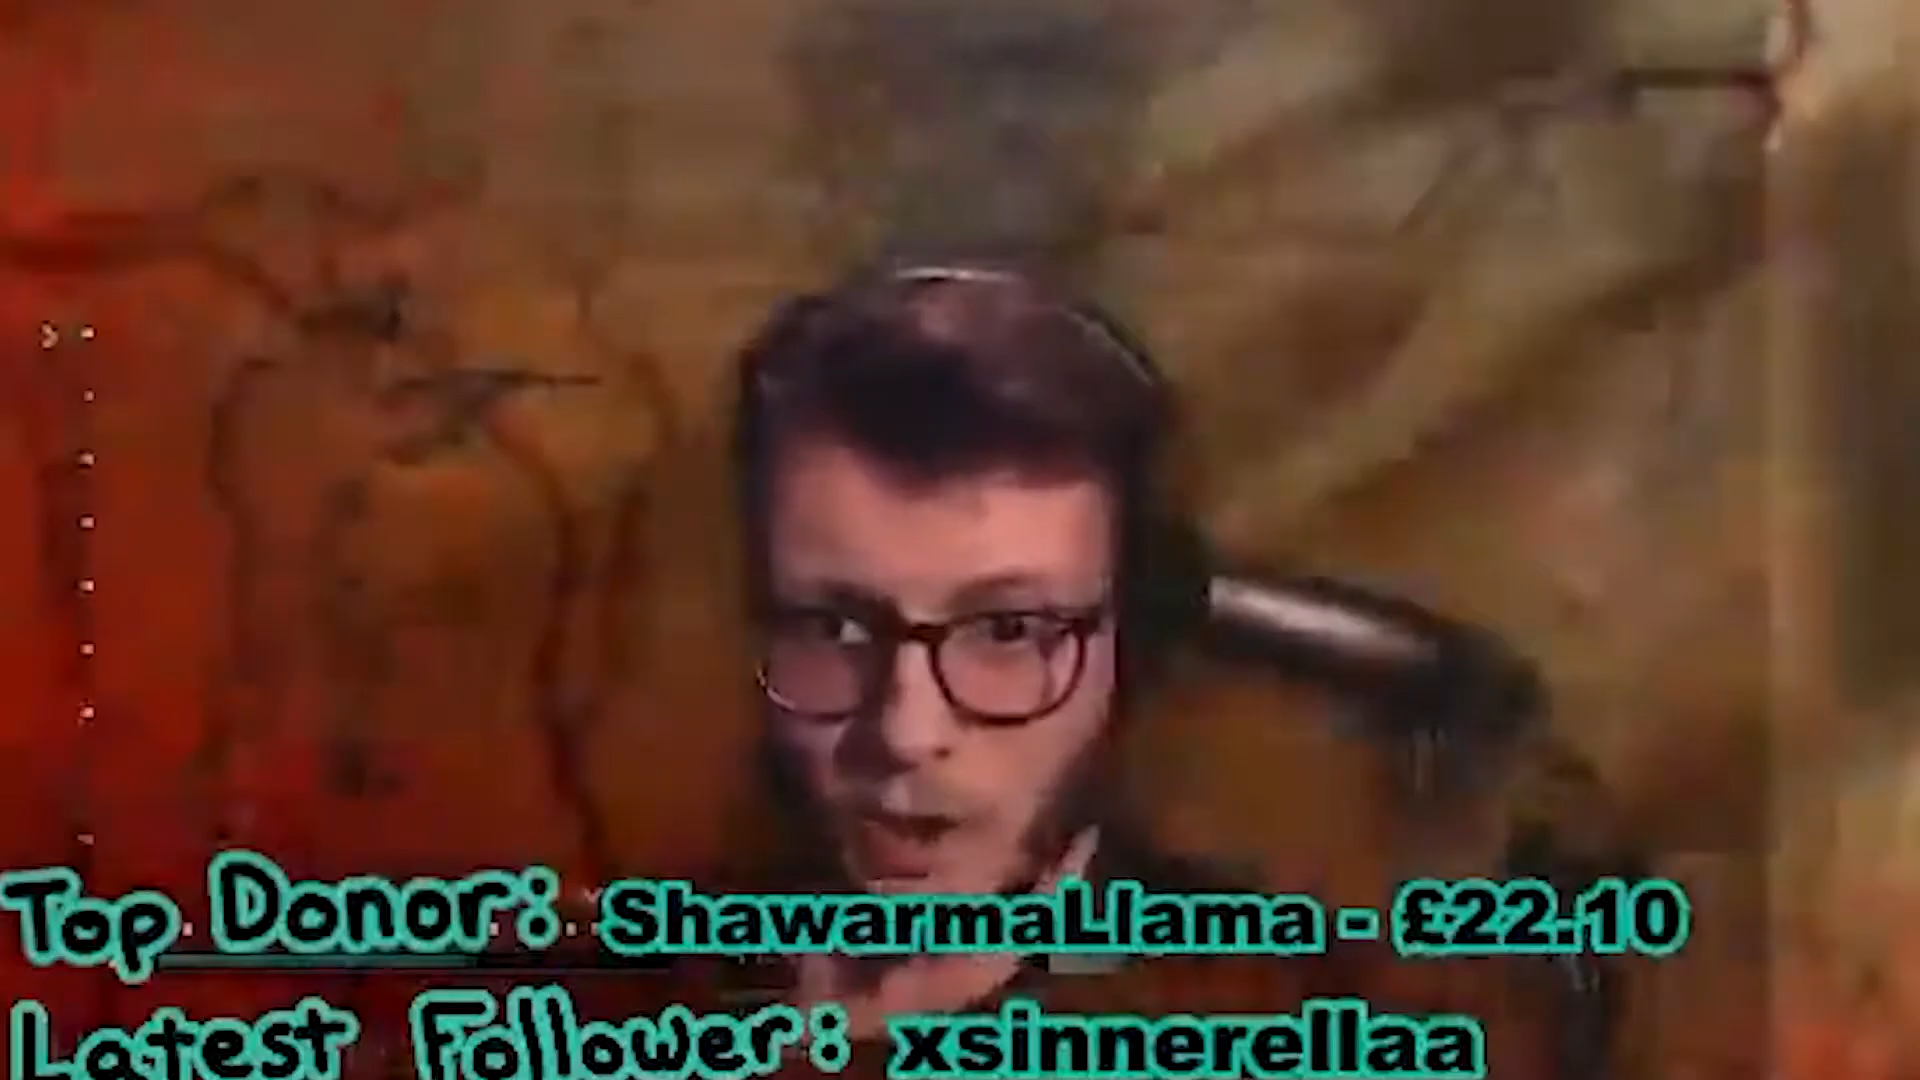 Top Donor: ShawarmaLlama - £22.10
Latest Follower: xsinnerellaa